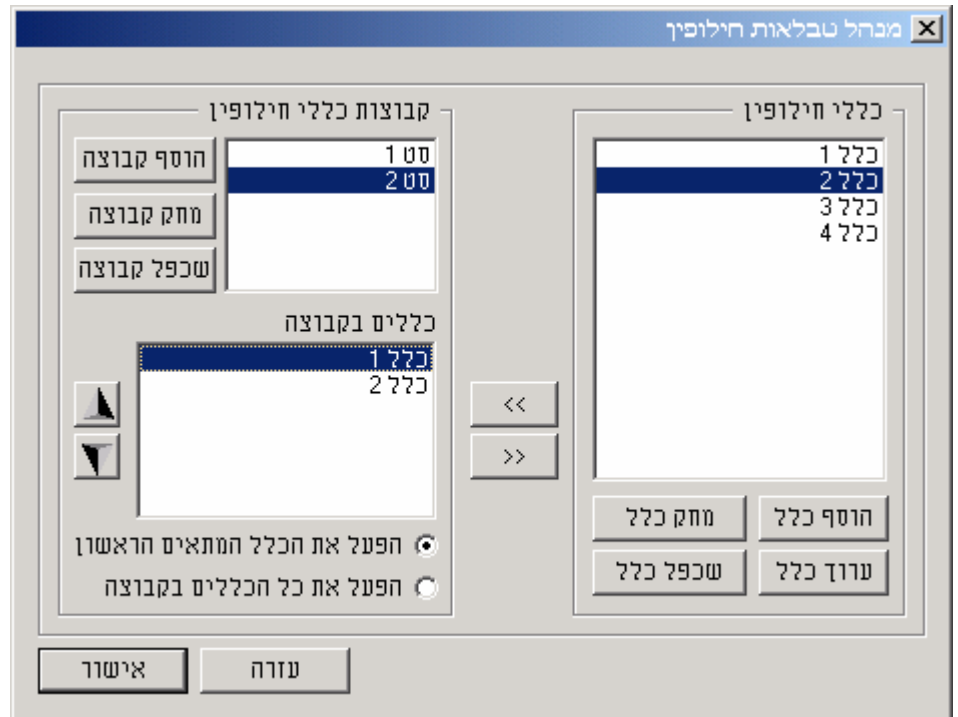 מנהל טבלאות חילופין
כללי חילופין
כלל 1
כלל 2
כלל 3
כלל 4
הוסף כלל
מחק כלל
ערוך כלל
שכפל כלל
<<
>>
קבוצות כללי חילופין
סט 1
סט 2
הוסף קבוצה
מחק קבוצה
שכפל קבוצה
כללים בקבוצה
כלל 1
כלל 2
הפעל את הכלל המתאים הראשון
הפעל את כל הכללים בקבוצה
עזרה
אישור